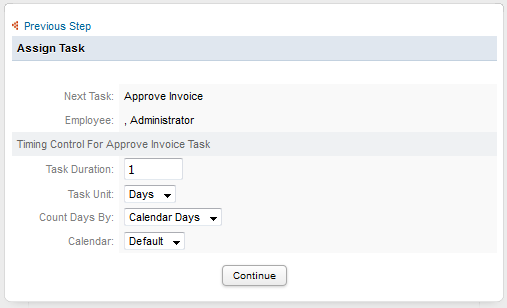 Previous Step
Assign Task
Next Task: Approve Invoice
Employee: , Administrator
Timing Control For Approve Invoice Task
Task Duration: 1
Task Unit: Days
Count Days By: Calendar Days
Calendar: Default
Continue